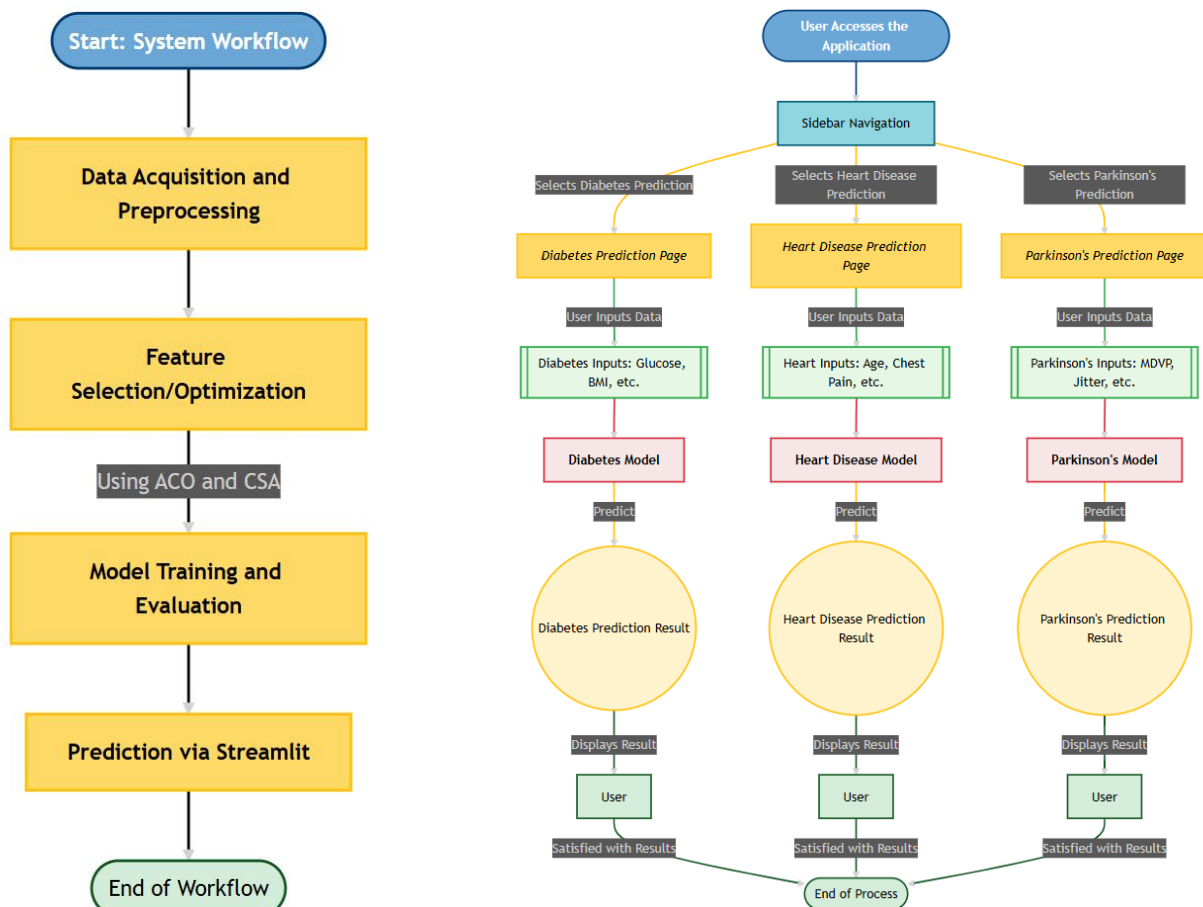 Start: System Workflow
Data Acquisition and
Preprocessing
Feature
Selection/Optimization
Using ACO and CSA
Model Training and
Evaluation
Prediction via Streamlit
End of Workflow
User Accesses the
Application
Sidebar Navigation
Selects Diabetes Prediction
Selects Heart Disease
Prediction
Selects Parkinson's
Prediction
Diabetes Prediction Page
Heart Disease Prediction
Page
Parkinson's Prediction Page
User Inputs Data
User Inputs Data
User Inputs Data
Diabetes Inputs: Glucose,
BMI, etc.
Heart Inputs: Age, Chest
Pain, etc.
Parkinson's Inputs: MDVP,
Jitter, etc.
Diabetes Model
Heart Disease Model
Parkinson's Model
Predict
Predict
Predict
Diabetes Prediction Result
Heart Disease Prediction
Result
Parkinson's Prediction
Result
Displays Result
Displays Result
Displays Result
User
User
User
Satisfied with Results
Satisfied with Results
Satisfied with Results
End of Process